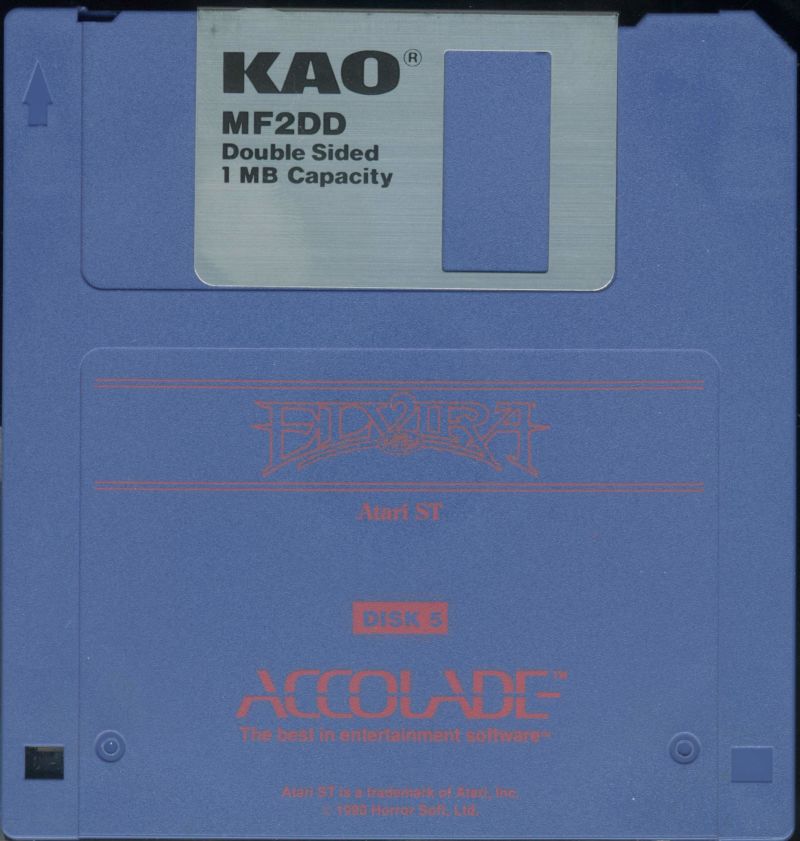 KAO®
MF2DD
Double Sided
1 MB Capacity
ELVIRA
Atari ST
DISK 5
ACCOLADE™
The best in entertainment software™
Atari ST is a trademark of Atari, Inc.
© 1990 Horror Soft, Ltd.